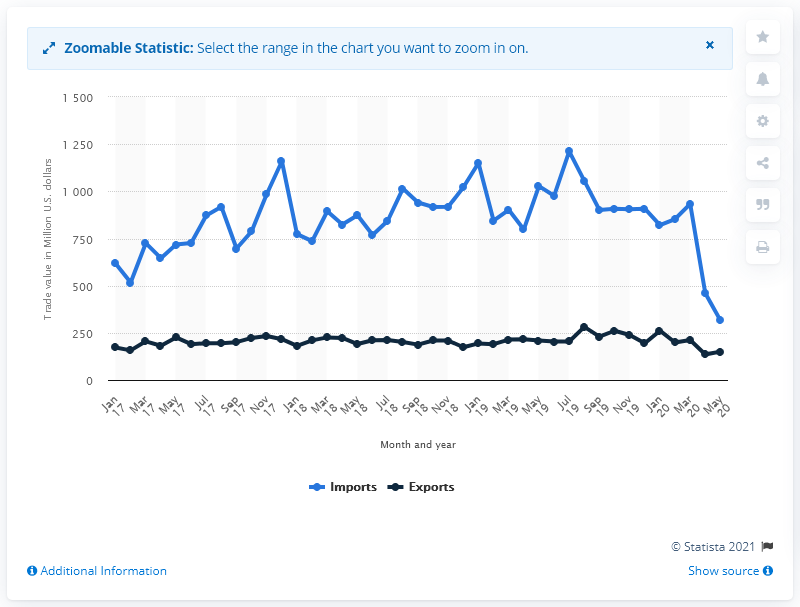 Zoomable Statistic: Select the range in the chart you want to zoom in on.
×
1 500
1 250
1 000
750
500
250
0
Trade value in Million U.S. dollars
Jan 17
Mar 17
May 17
Jul 17
Sep 17
Nov 17
Jan 18
Mar 18
May 18
Jul 18
Sep 18
Nov 18
Jan 19
Mar 19
May 19
Jul 19
Sep 19
Nov 19
Jan 20
Mar 20
May 20
Month and year
Imports Exports
© Statista 2021
Additional Information Show source